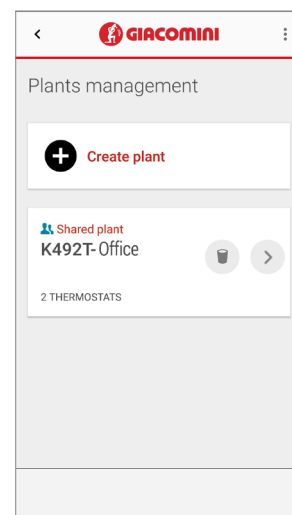 GIACOMINI
Plants management
Create plant
Shared plant
K492T- Office
2 THERMOSTATS